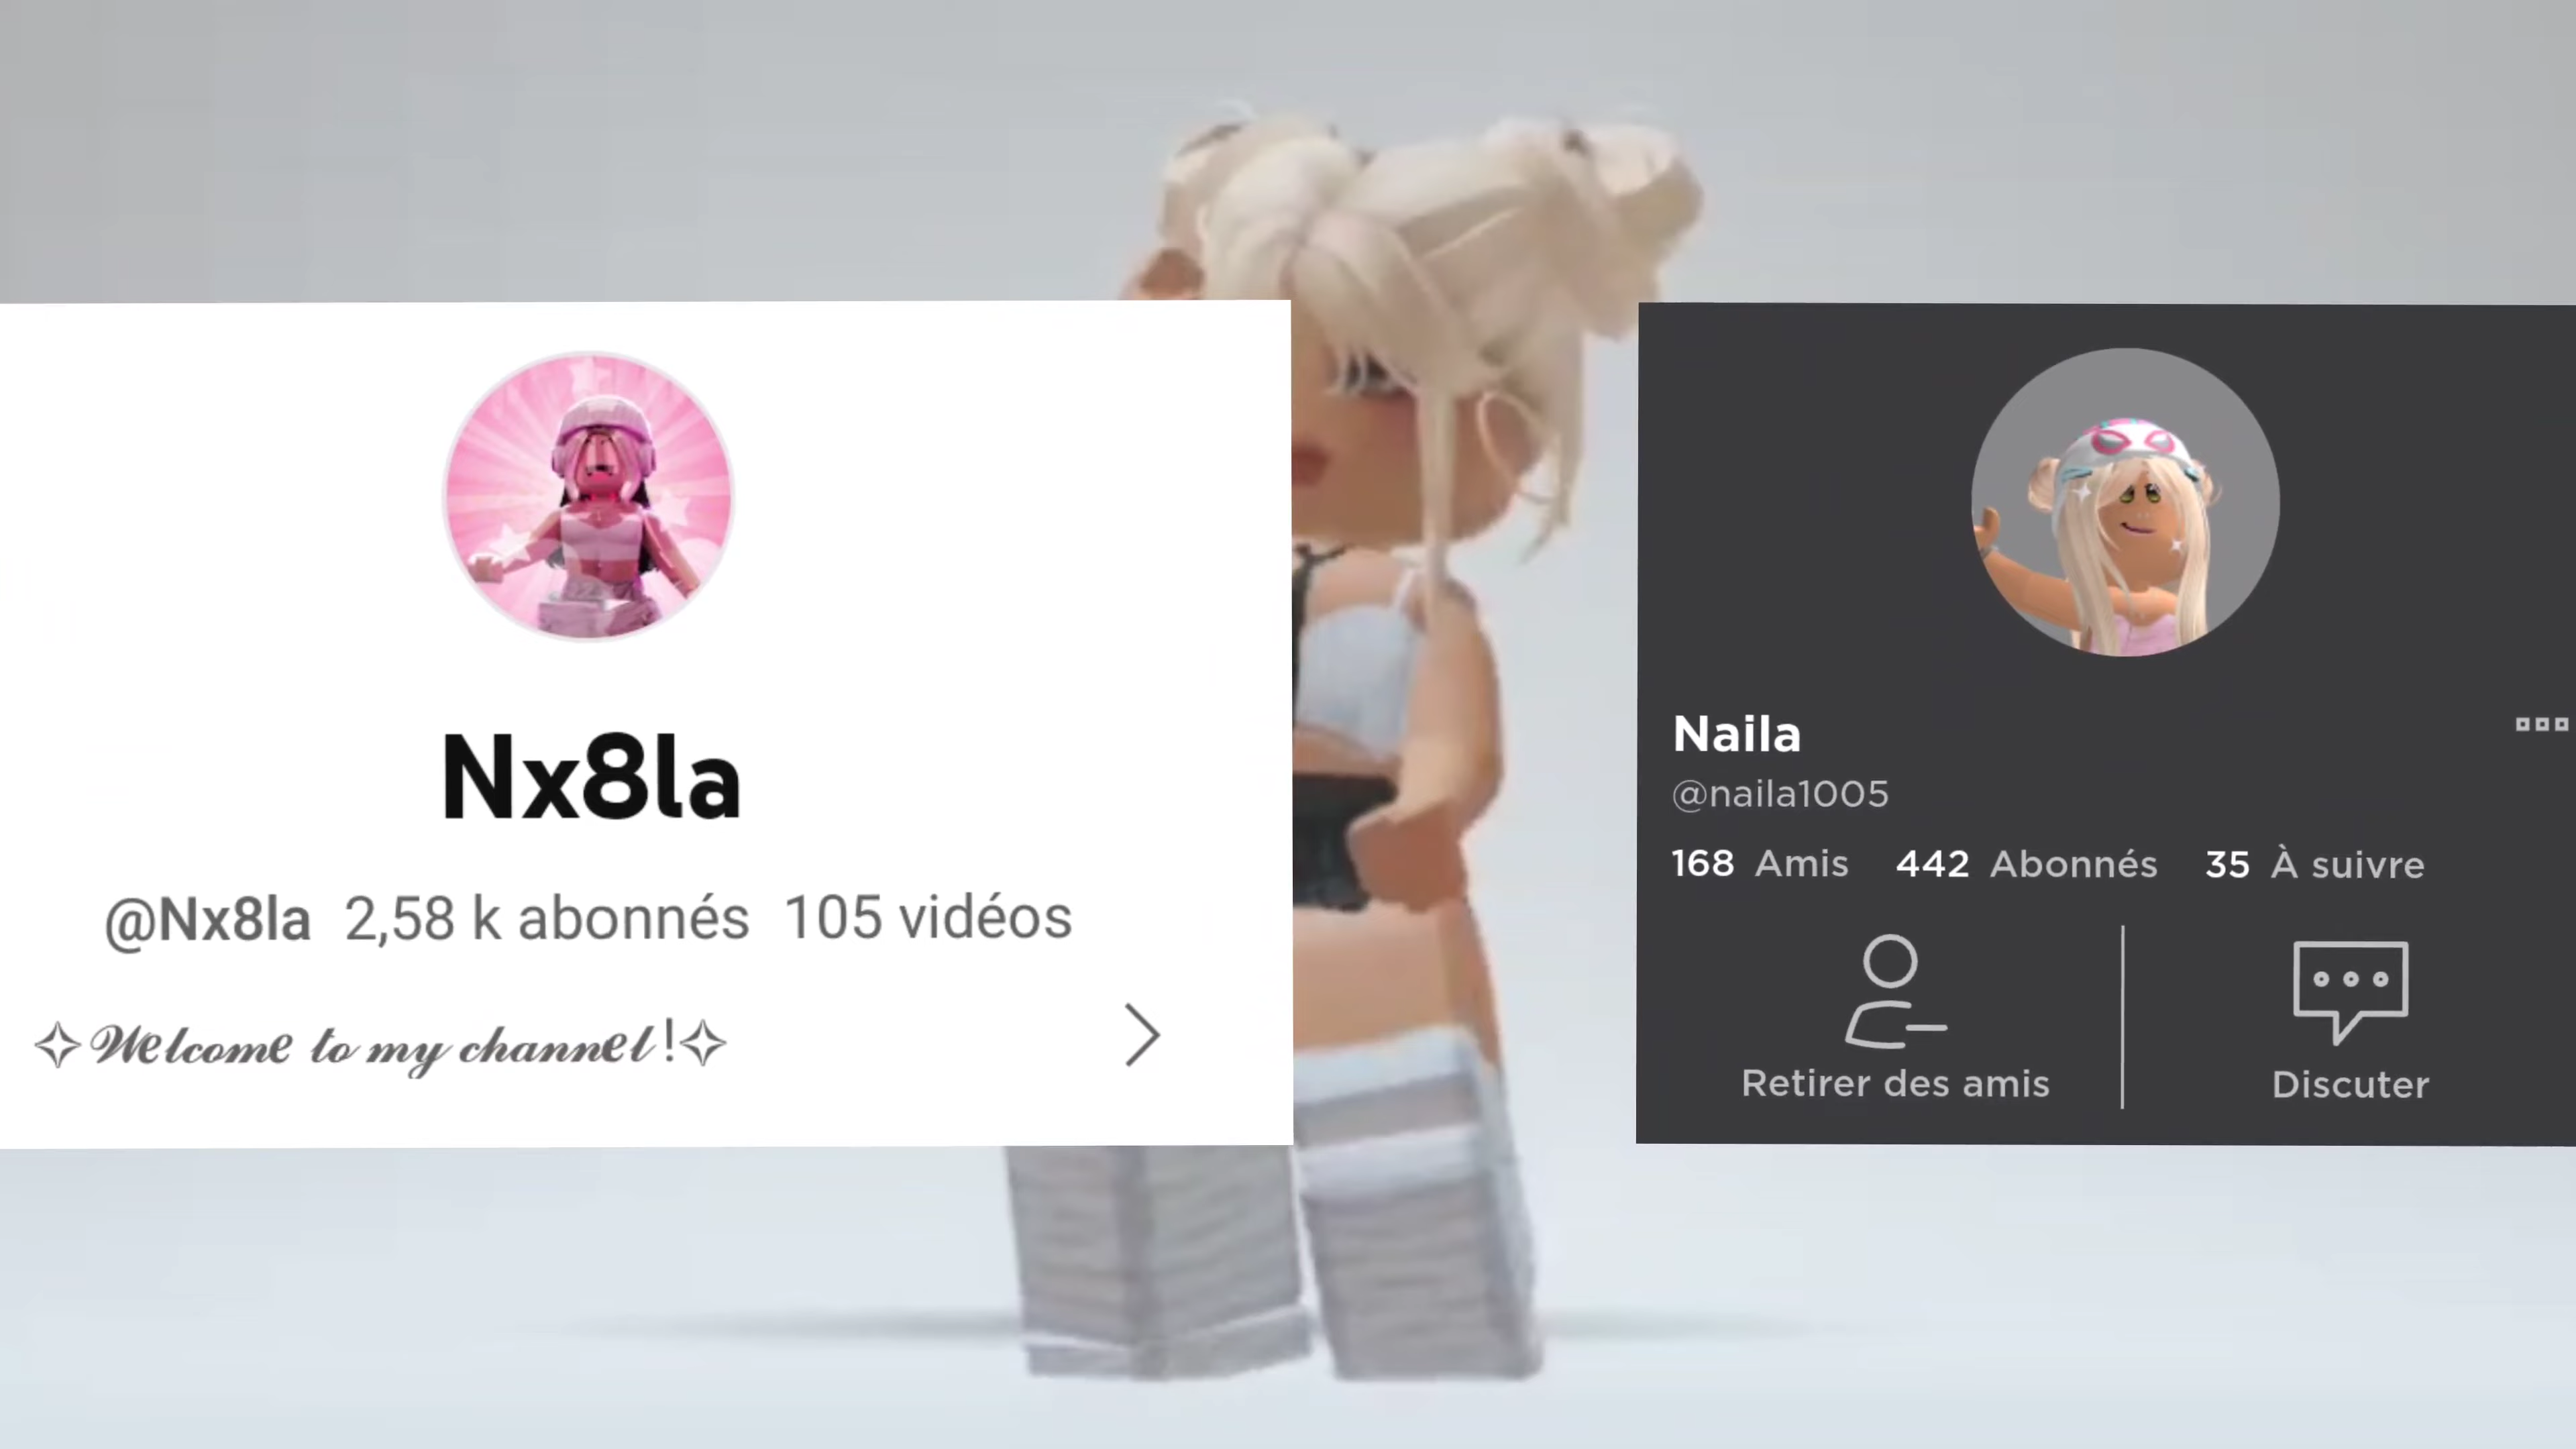 Nx8la
@Nx8la 2,58 k abonnés 105 vidéos
✧Welcome to my channel!✧
Naila
@naila1005
168 Amis 442 Abonnés 35 À suivre
Retirer des amis
Discuter